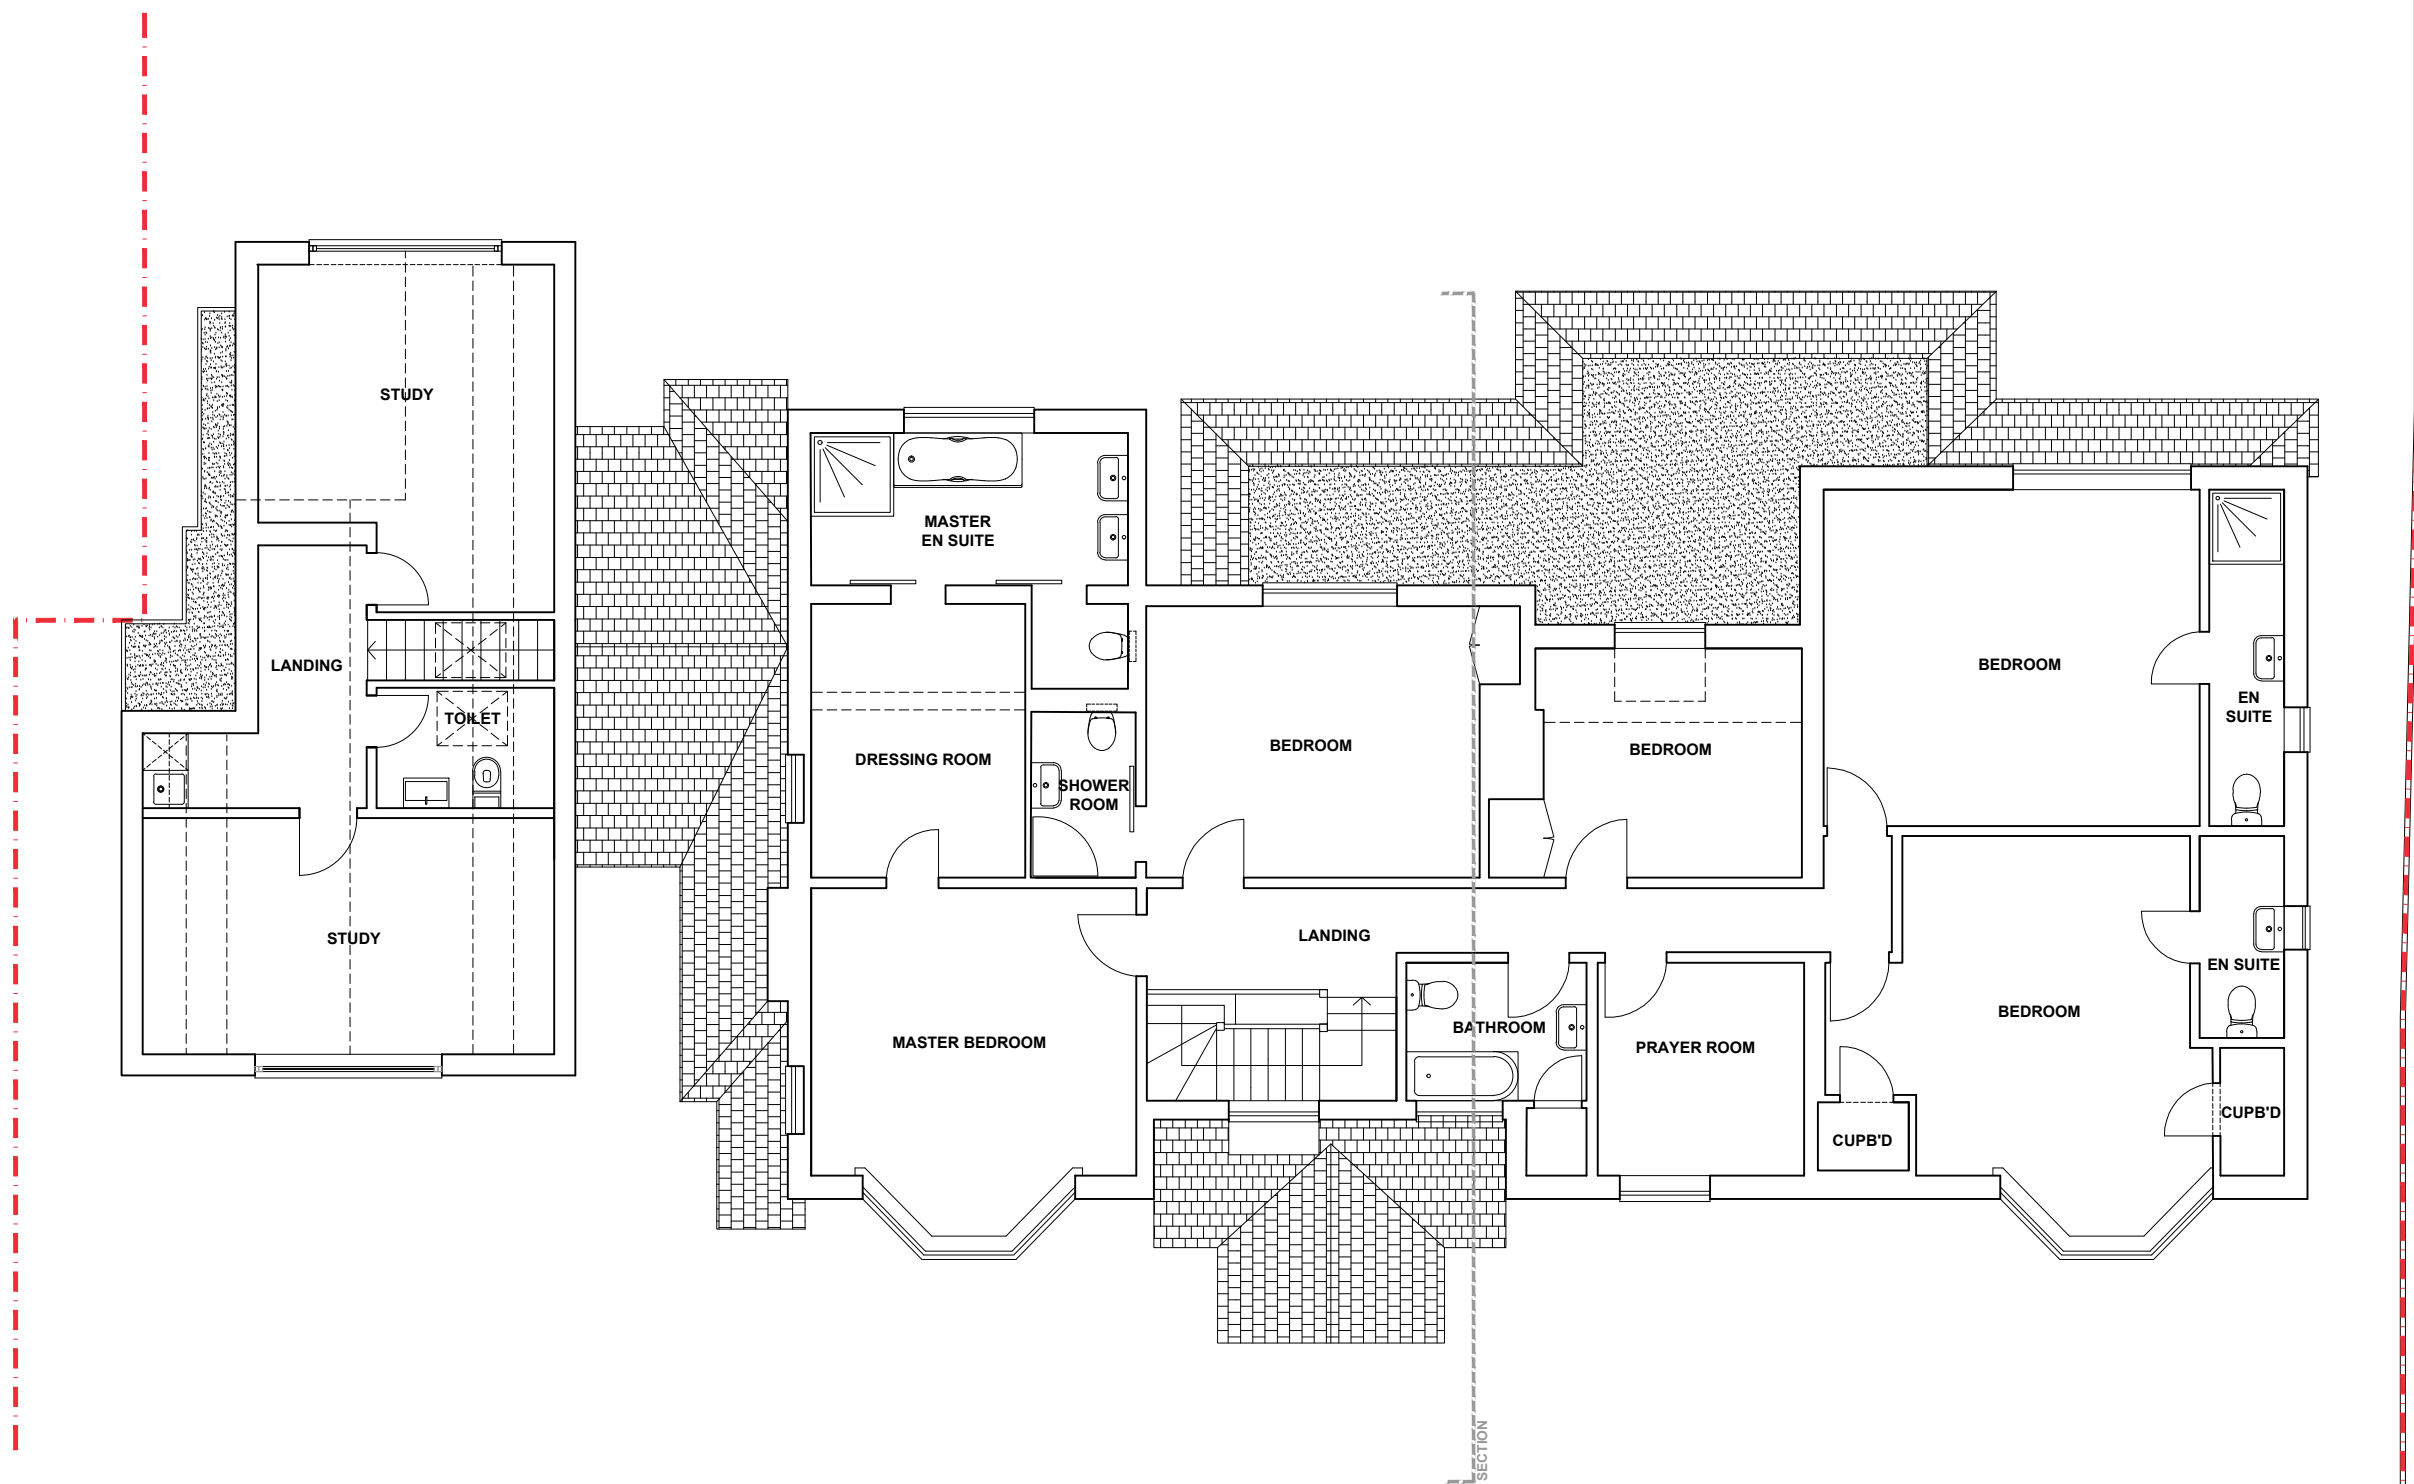 STUDY
MASTER
EN SUITE
LANDING
BEDROOM
EN
SUITE
TOILET
DRESSING ROOM
BEDROOM
BEDROOM
SHOWER
ROOM
STUDY
LANDING
EN SUITE
BEDROOM
MASTER BEDROOM
BATHROOM
PRAYER ROOM
CUPB'D
CUPB'D
SECTION